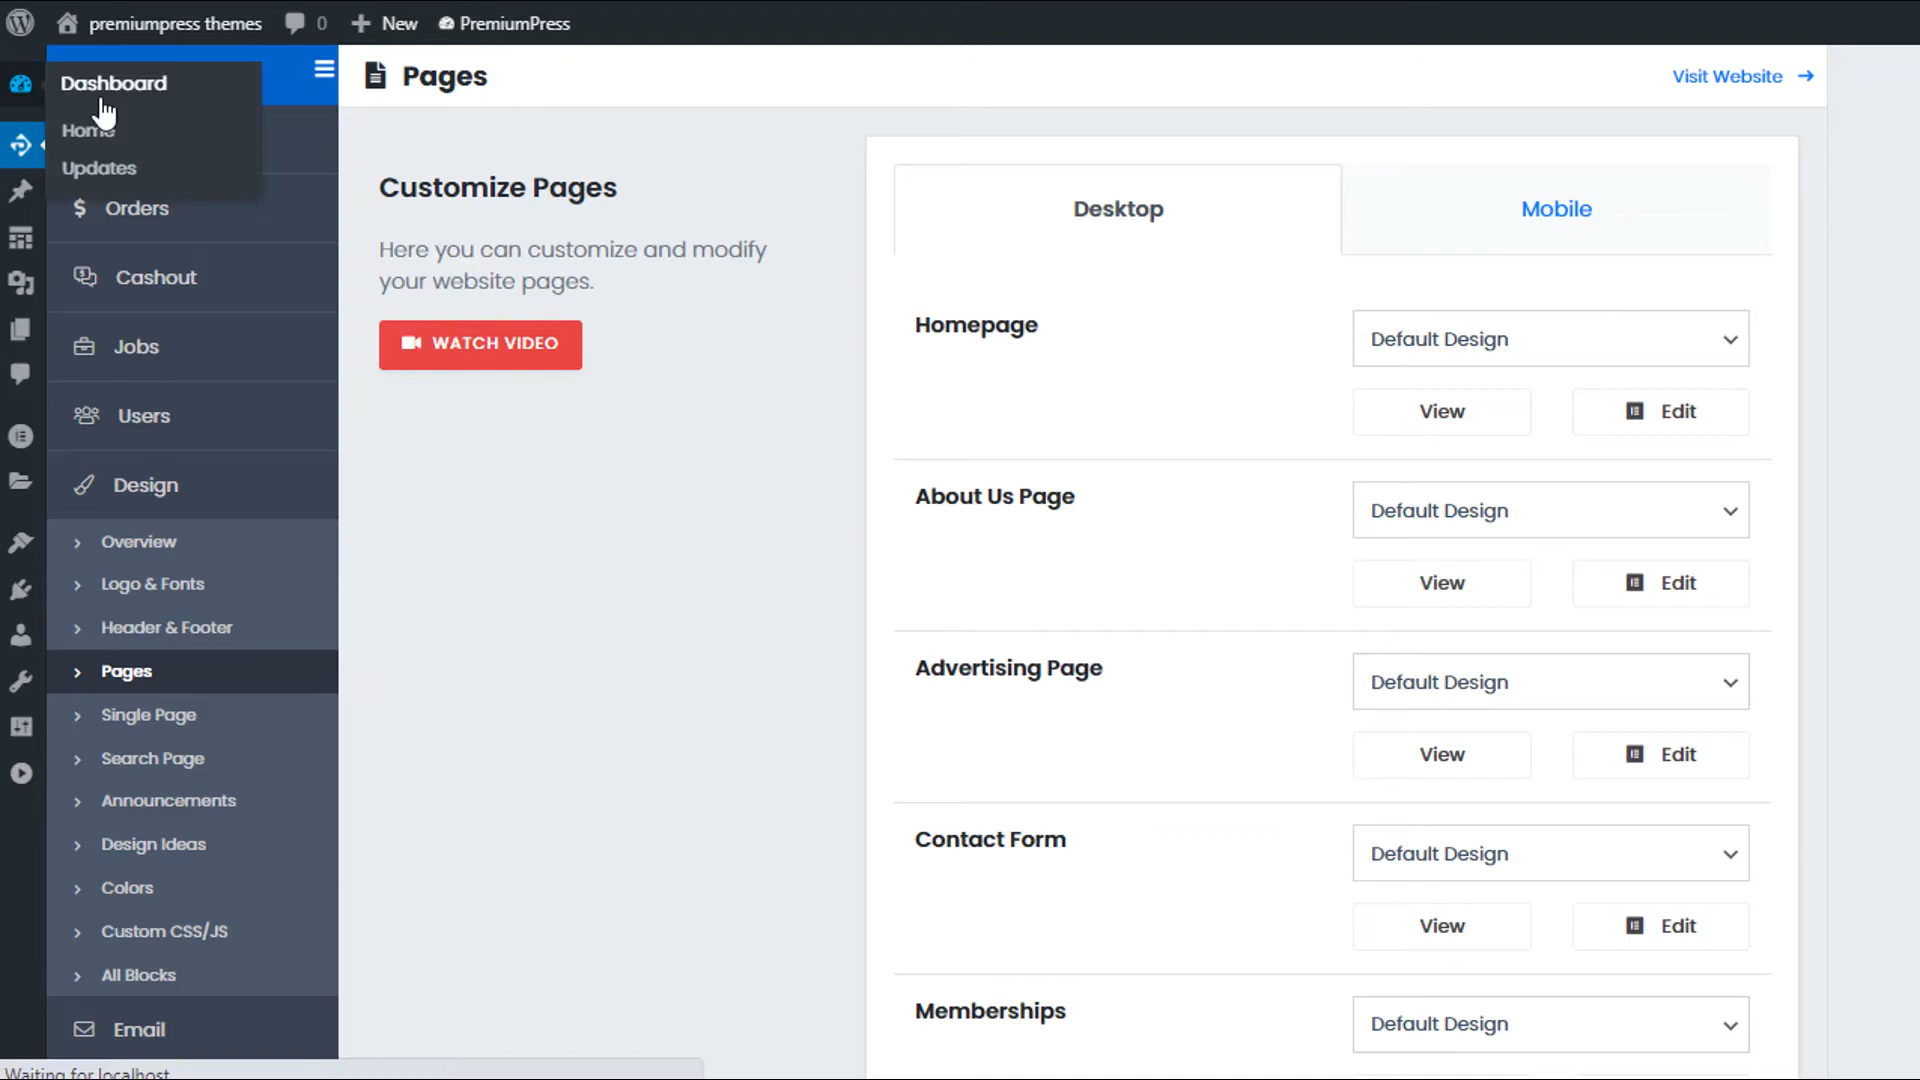 premiumpress themes 0 New PremiumPress
Dashboard
Home
Updates
Orders
Cashout
Jobs
Users
Design
Overview
Logo & Fonts
Header & Footer
Pages
Single Page
Search Page
Announcements
Design Ideas
Colors
Custom CSS/JS
All Blocks
Email
Waiting for localhost
Pages
Visit Website
Customize Pages
Here you can customize and modify
your website pages.
WATCH VIDEO
Desktop
Mobile
Homepage
Default Design
View
Edit
About Us Page
Default Design
View
Edit
Advertising Page
Default Design
View
Edit
Contact Form
Default Design
View
Edit
Memberships
Default Design